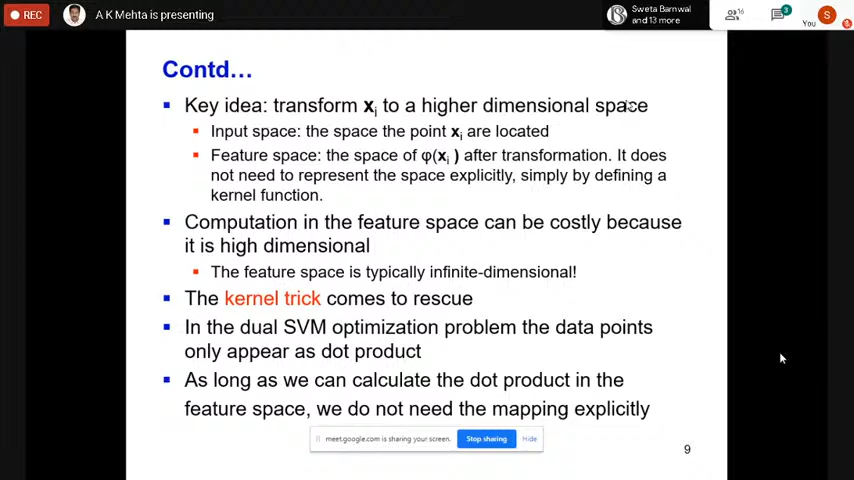 REC
A K Mehta is presenting
Sweta Barnwal
and 13 more
16
3
S
You
Contd…
Key idea: transform xi to a higher dimensional space
Input space: the space the point xi are located
Feature space: the space of φ(xi ) after transformation. It does
not need to represent the space explicitly, simply by defining a
kernel function.
Computation in the feature space can be costly because
it is high dimensional
The feature space is typically infinite-dimensional!
The kernel trick comes to rescue
In the dual SVM optimization problem the data points
only appear as dot product
As long as we can calculate the dot product in the
feature space, we do not need the mapping explicitly
meet.google.com is sharing your screen.
Stop sharing
Hide
9